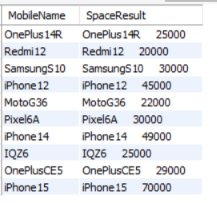 MobileName SpaceResult
OnePlus14R OnePlus14R 25000
Redmi12 Redmi12 20000
SamsungS10 SamsungS10 30000
iPhone12 iPhone12 45000
MotoG36 MotoG36 22000
Pixel6A Pixel6A 30000
iPhone14 iPhone14 49000
IQZ6 IQZ6 25000
OnePlusCE5 OnePlusCE5 29000
iPhone15 iPhone15 70000